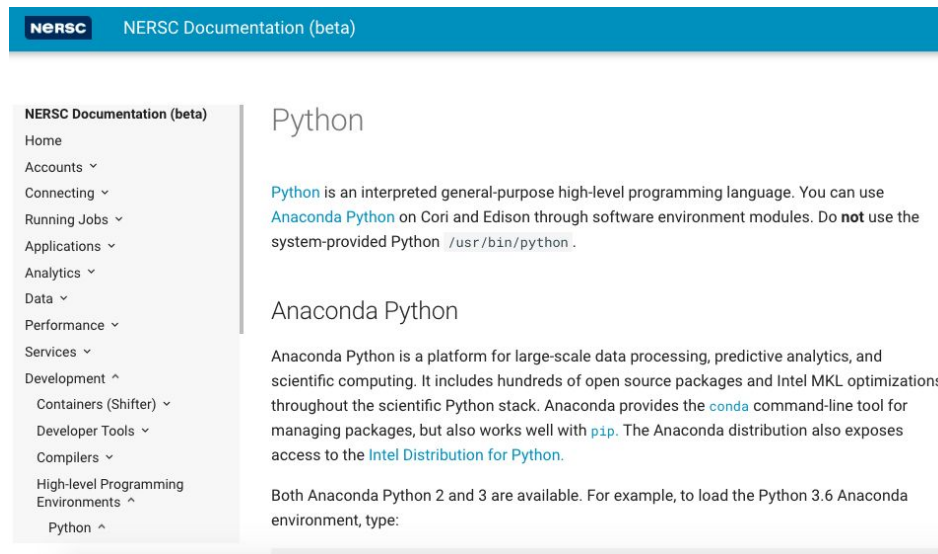 NERSC NERSC Documentation (beta)
NERSC Documentation (beta)
Home
Accounts
Connecting
Running Jobs
Applications
Analytics
Data
Performance
Services
Development
Containers (Shifter)
Developer Tools
Compilers
High-level Programming
Environments
Python
Python
Python is an interpreted general-purpose high-level programming language. You can use
Anaconda Python on Cori and Edison through software environment modules. Do not use the
system-provided Python /usr/bin/python.
Anaconda Python
Anaconda Python is a platform for large-scale data processing, predictive analytics, and
scientific computing. It includes hundreds of open source packages and Intel MKL optimizations
throughout the scientific Python stack. Anaconda provides the conda command-line tool for
managing packages, but also works well with pip. The Anaconda distribution also exposes
access to the Intel Distribution for Python.
Both Anaconda Python 2 and 3 are available. For example, to load the Python 3.6 Anaconda
environment, type: